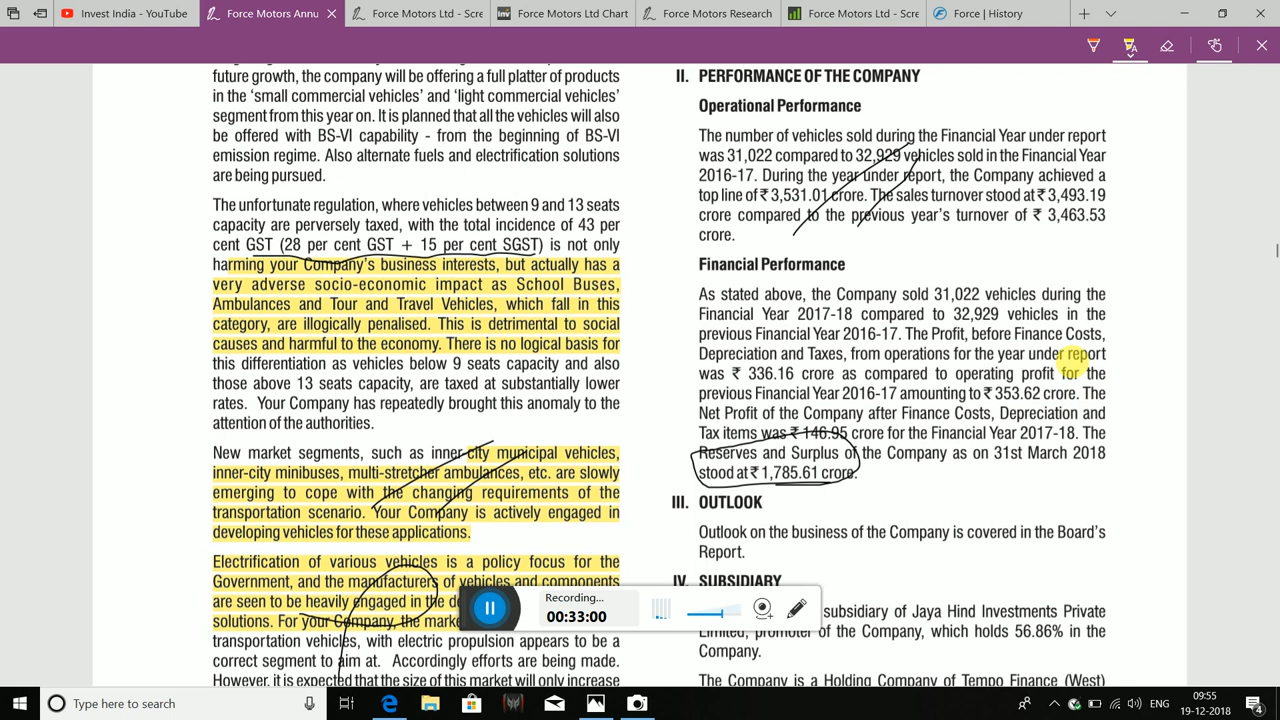 Invest India - YouTube
Force Motors Annu
Force Motors Ltd - Scre
Force Motors Ltd Chart
Force Motors Research
Force Motors Ltd - Scre
Force | History
future growth, the company will be offering a full platter of products
in the ‘small commercial vehicles’ and ‘light commercial vehicles’
segment from this year on. It is planned that all the vehicles will also
be offered with BS-VI capability - from the beginning of BS-VI
emission regime. Also alternate fuels and electrification solutions
are being pursued.
The unfortunate regulation, where vehicles between 9 and 13 seats
capacity are perversely taxed, with the total incidence of 43 per
cent GST (28 per cent GST + 15 per cent SGST) is not only
harming your Company’s business interests, but actually has a
very adverse socio-economic impact as School Buses,
Ambulances and Tour and Travel Vehicles, which fall in this
category, are illogically penalised. This is detrimental to social
causes and harmful to the economy. There is no logical basis for
this differentiation as vehicles below 9 seats capacity and also
those above 13 seats capacity, are taxed at substantially lower
rates. Your Company has repeatedly brought this anomaly to the
attention of the authorities.
New market segments, such as inner-city municipal vehicles,
inner-city minibuses, multi-stretcher ambulances, etc. are slowly
emerging to cope with the changing requirements of the
transportation scenario. Your Company is actively engaged in
developing vehicles for these applications.
Electrification of various vehicles is a policy focus for the
Government, and the manufacturers of vehicles and components
are seen to be heavily engaged in the de
solutions. For your Company, the marke
transportation vehicles, with electric propulsion appears to be a
correct segment to aim at. Accordingly efforts are being made.
However, it is expected that the size of this market will only increase
II. PERFORMANCE OF THE COMPANY
Operational Performance
The number of vehicles sold during the Financial Year under report
was 31,022 compared to 32,929 vehicles sold in the Financial Year
2016-17. During the year under report, the Company achieved a
top line of ₹ 3,531.01 crore. The sales turnover stood at ₹ 3,493.19
crore compared to the previous year’s turnover of ₹ 3,463.53
crore.
Financial Performance
As stated above, the Company sold 31,022 vehicles during the
Financial Year 2017-18 compared to 32,929 vehicles in the
previous Financial Year 2016-17. The Profit, before Finance Costs,
Depreciation and Taxes, from operations for the year under report
was ₹ 336.16 crore as compared to operating profit for the
previous Financial Year 2016-17 amounting to ₹ 353.62 crore. The
Net Profit of the Company after Finance Costs, Depreciation and
Tax items was ₹ 146.95 crore for the Financial Year 2017-18. The
Reserves and Surplus of the Company as on 31st March 2018
stood at ₹ 1,785.61 crore.
III. OUTLOOK
Outlook on the business of the Company is covered in the Board’s
Report.
IV. SUBSIDIARY
subsidiary of Jaya Hind Investments Private
Limited, promoter of the Company, which holds 56.86% in the
Company.
The Company is a Holding Company of Tempo Finance (West)
Recording...
00:33:00
Type here to search
ENG
09:55
19-12-2018
4